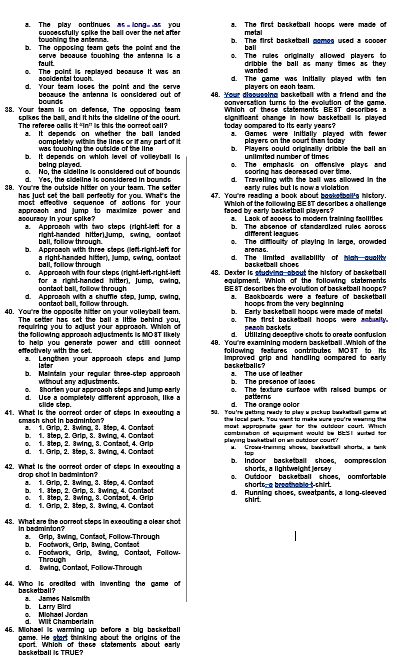 a. The play continues as - long - as you
successfully spike the ball over the net after
touching the antenna.
b. The opposing team gets the point and the
serve because touching the antenna is a
fault.
c. The point is replayed because it was an
accidental touch.
d. Your team loses the point and the serve
because the antenna is considered out of
bounds
38. Your team is on defense, The opposing team
spikes the ball, and it hits the sideline of the court.
The referee calls it "in" Is this the correct call?
a. It depends on whether the ball landed
completely within the lines or if any part of it
was touching the outside of the line
b. It depends on which level of volleyball is
being played.
c. No, the sideline is considered out of bounds
d. Yes, the sideline is considered in bounds
39. You're the outside hitter on your team. The setter
has just set the ball perfectly for you. What's the
most effective sequence of actions for your
approach and jump to maximize power and
accuracy in your spike?
a. Approach with two steps (right-left for a
right-handed hitter)jump, swing, contact
ball, follow through.
b. Approach with three steps (left-right-left for
a right-handed hitter), jump, swing, contact
ball, follow through
c. Approach with four steps (right-left-right-left
for a right-handed hitter), jump, swing,
contact ball, follow through
d. Approach with a shuffle step, jump, swing,
contact ball, follow through.
40. You're the opposite hitter on your volleyball team.
The setter has set the ball a little behind you,
requiring you to adjust your approach. Which of
the following approach adjustments is MOST likely
to help you generate power and still connect
effectively with the set.
a. Lengthen your approach steps and jump
later
b. Maintain your regular three-step approach
without any adjustments.
c. Shorten your approach steps and jump early
d. Use a completely different approach, like a
slide step.
41. What is the correct order of steps in executing a
smash shot in badminton?
a. 1. Grip, 2. Swing, 3. Step, 4. Contact
b. 1. Step, 2. Grip, 3. Swing, 4. Contact
c. 1. Step, 2. Swing, 3. Contact, 4. Grip
d. 1. Grip, 2. Step, 3. Swing, 4. Contact
42. What is the correct order of steps in executing a
drop shot in badminton?
a. 1. Grip, 2. Swing, 3. Step, 4. Contact
b. 1. Step, 2. Grip, 3. Swing, 4. Contact
c. 1. Step, 2. Swing, 3. Contact, 4. Grip
d. 1. Grip, 2. Step, 3. Swing, 4. Contact
43. What are the correct steps in executing a clear shot
in badminton?
a. Grip, Swing, Contact, Follow-Through
b. Footwork, Grip, Swing, Contact
c. Footwork, Grip, Swing, Contact, Follow-
Through
d. Swing, Contact, Follow-Through
44. Who is credited with inventing the game of
basketball?
a. James Naismith
b. Larry Bird
c. Michael Jordan
d. Wilt Chamberlain
45. Michael is warming up before a big basketball
game. He start thinking about the origins of the
sport. Which of these statements about early
basketball is TRUE?
a. The first basketball hoops were made of
metal
b. The first basketball games used a soccer
ball
c. The rules originally allowed players to
dribble the ball as many times as they
wanted
d. The game was initially played with ten
players on each team.
46. Your discussing basketball with a friend and the
conversation turns to the evolution of the game.
Which of these statements BEST describes a
significant change in how basketball is played
today compared to its early years?
a. Games were initially played with fewer
players on the court than today
b. Players could originally dribble the ball an
unlimited number of times
c. The emphasis on offensive plays and
scoring has decreased over time.
d. Travelling with the ball was allowed in the
early rules but is now a violation
47. You're reading a book about basketball's history.
Which of the following BEST describes a challenge
faced by early basketball players?
a. Lack of access to modern training facilities
b. The absence of standardized rules across
different leagues
c. The difficulty of playing in large, crowded
arenas.
d. The limited availability of high - quality
basketball shoes
48. Dexter is studying about the history of basketball
equipment. Which of the following statements
BEST describes the evolution of basketball hoops?
a. Backboards were a feature of basketball
hoops from the very beginning
b. Early basketball hoops were made of metal
c. The first basketball hoops were actually,
peach baskets
d. Utilizing deceptive shots to create confusion
49. You're examining modern basketball .Which of the
following features contributes MOST to its
improved grip and handling compared to early
basketballs?
a. The use of leather
b. The presence of laces
c. The texture surface with raised bumps or
patterns
d. The orange color
50. You're getting ready to play a pickup basketball game at
the local park. You want to make sure you're wearing the
most appropriate gear for the outdoor court. Which
combination of equipment would be BEST suited for
playing basketball on an outdoor court?
a. Cross-training shoes, basketball shorts, a tank
top
b. Indoor basketball shoes, compression
shorts, a lightweight jersey
c. Outdoor basketball shoes, comfortable
shorts, a breathable t-shirt.
d. Running shoes, sweatpants, a long-sleeved
shirt.